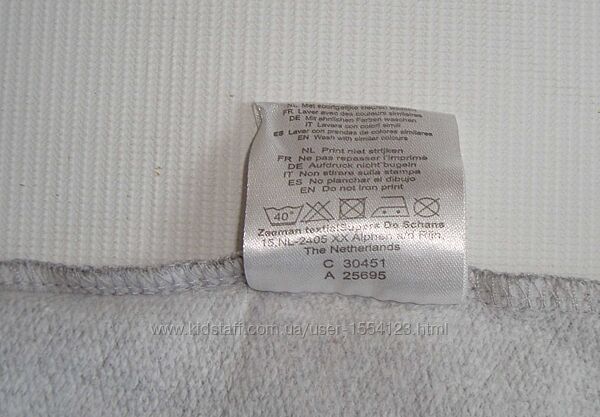 NL Met soortgelijke kleuren wassen
FR Laver avec des couleurs similaires
DE Mit ähnlichen Farben waschen
IT Lavare con colori simili
ES Lavar con prendas de colores similares
EN Wash with similar colours
NL Print niet strijken
FR Ne pas repasser l'imprimé
DE Aufdruck nicht bügeln
IT Non stirare sulla stampa
ES No planchar el dibujo
EN Do not iron print
40°
Zeeman textielSupers De Schans
15,NL-2405 XX Alphen a/d Rijn,
The Netherlands
C 30451
A 25695
www.kidstaff.com.ua/user-1554123.html